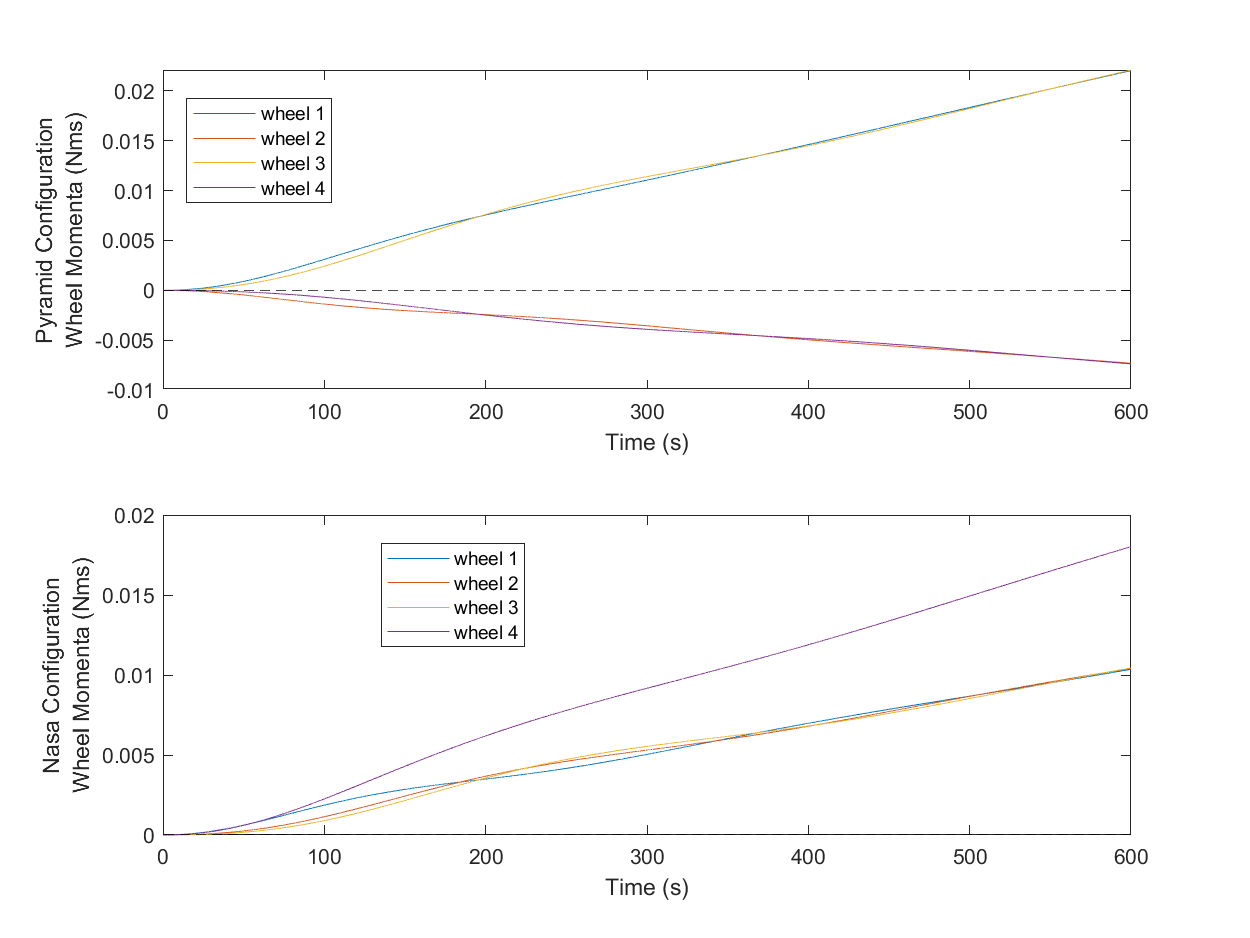 Pyramid Configuration
Wheel Momenta (Nms)
0.02
0.015
0.01
0.005
0
-0.005
-0.01
wheel 1
wheel 2
wheel 3
wheel 4
0 100 200 300 400 500 600
Time (s)
Nasa Configuration
Wheel Momenta (Nms)
0.02
0.015
0.01
0.005
0
wheel 1
wheel 2
wheel 3
wheel 4
0 100 200 300 400 500 600
Time (s)